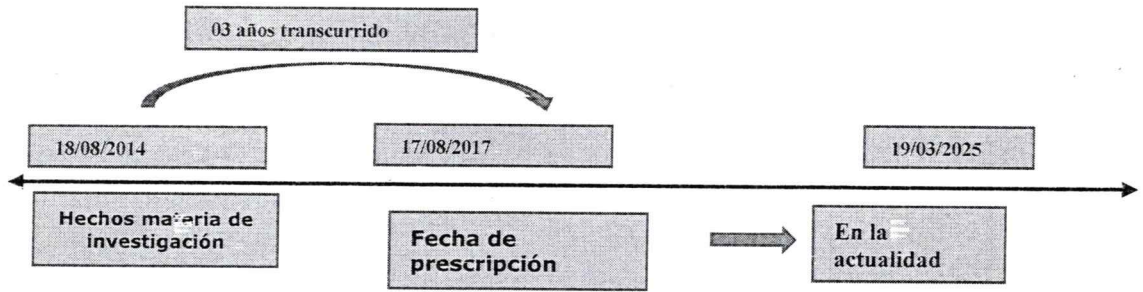 03 años transcurrido
18/08/2014
17/08/2017
19/03/2025
Hechos materia de
investigación
Fecha de
prescripción
En la
actualidad